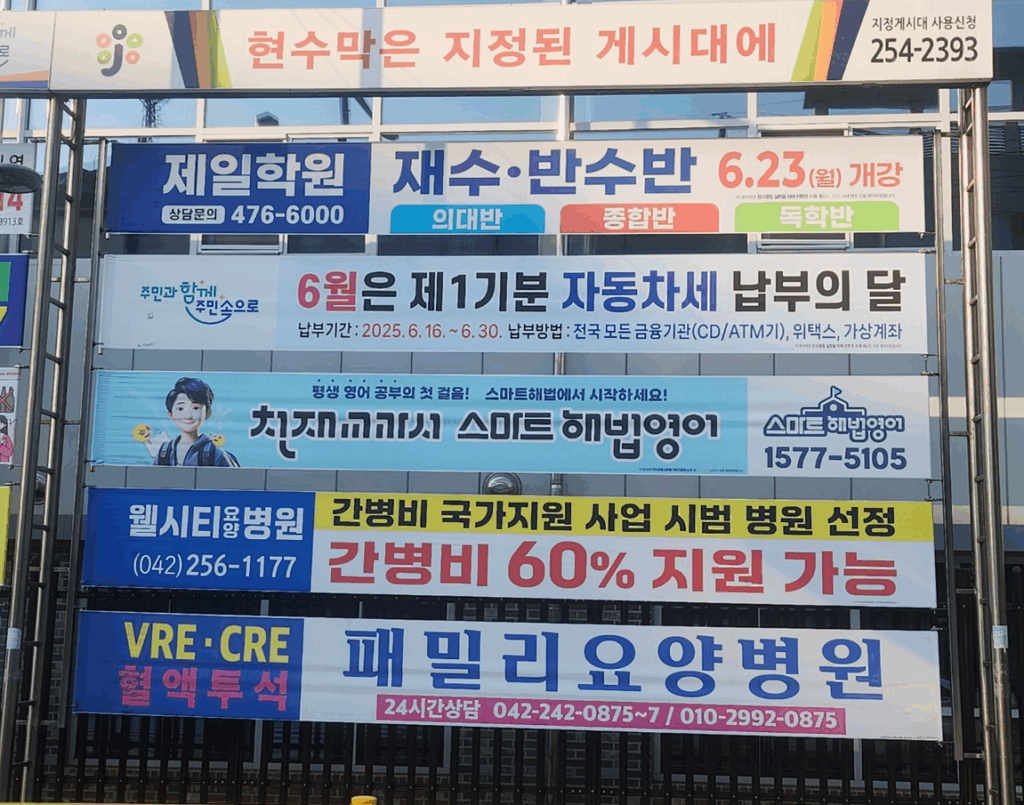 현수막은 지정된 게시대에
지정게시대 사용신청
254-2393
제일학원
상담문의 476-6000
재수·반수반 6.23(월) 개강
의대반 종합반 독학반
주민과 함께
주민 속으로
6월은 제1기분 자동차세 납부의 달
납부기간 : 2025. 6. 16. ~ 6. 30. 납부방법 : 전국 모든 금융기관(CD/ATM기), 위택스, 가상계좌
평생 영어 공부의 첫 걸음! 스마트해법에서 시작하세요!
천재교과서 스마트 해법영어
스마트해법영어
1577-5105
웰시티요양병원
(042) 256-1177
간병비 국가지원 사업 시범 병원 선정
간병비 60% 지원 가능
VRE·CRE
혈액투석
패밀리요양병원
24시간상담 042-242-0875~7 / 010-2992-0875